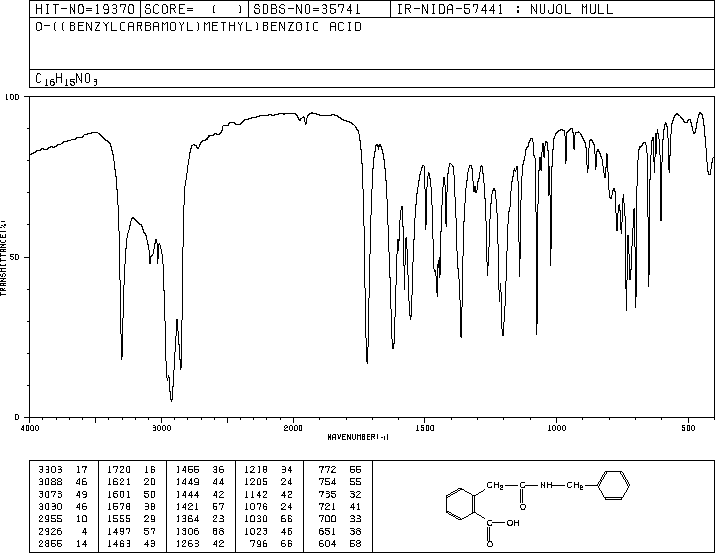 HIT-NO=19370 SCORE= ( ) SDBS-NO=35741 IR-NIDA-57441 : NUJOL MULL
O-((BENZYLCARBAMOYL)METHYL)BENZOIC ACID
C16H15NO3
100
50
0
TRANSMITTANCE(%)
4000 3000 2000 1500 1000 500
WAVENUMBER(-1)
3303 17 1720 16 1466 36 1218 34 772 56
3088 46 1621 20 1449 44 1205 24 754 55
3073 49 1601 50 1444 42 1142 42 735 32
3030 46 1578 38 1421 57 1076 24 721 41
2955 10 1555 29 1364 23 1030 66 700 33
2926 4 1497 57 1306 68 1023 46 651 38
2855 14 1463 43 1263 42 796 66 604 58
CH2 C NH CH2
O
C OH
O